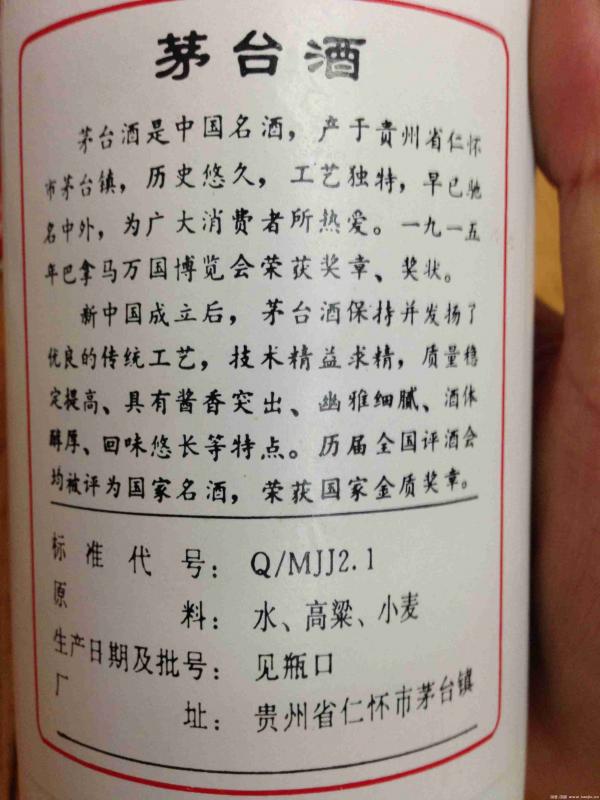 茅台酒
茅台酒是中国名酒，产于贵州省仁怀
市茅台镇，历史悠久，工艺独特，早已驰
名中外，为广大消费者所热爱。一九一五
年巴拿马万国博览会荣获奖章、奖状。
新中国成立后，茅台酒保持并发扬了
优良的传统工艺，技术精益求精，质量稳
定提高、具有酱香突出、幽雅细腻、酒体
醇厚、回味悠长等特点。历届全国评酒会
均被评为国家名酒，荣获国家金质奖章。
标准代号：Q/MJJ2.1
原料：水、高粱、小麦
生产日期及批号：见瓶口
厂址：贵州省仁怀市茅台镇